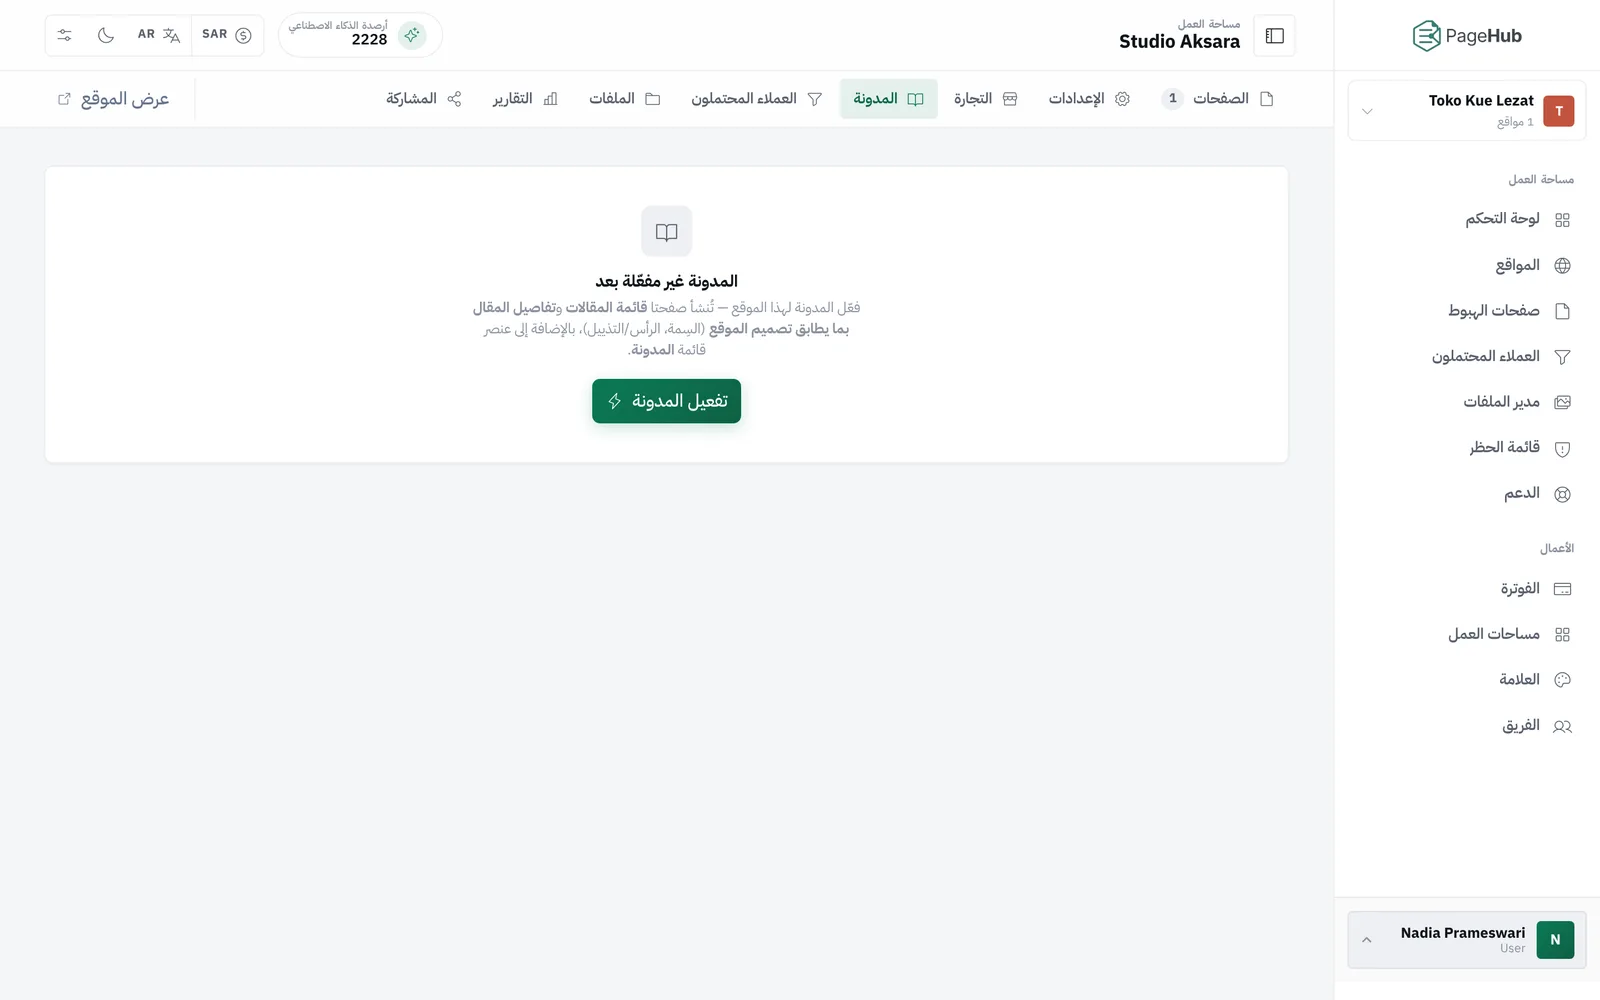 PageHub
Toko Kue Lezat
1 مواقع
T
مساحة العمل
لوحة التحكم
المواقع
صفحات الهبوط
العملاء المحتملون
مدير الملفات
قائمة الحظر
الدعم
الأعمال
الفوترة
مساحات العمل
العلامة
الفريق
Nadia Prameswari
User
N
مساحة العمل
Studio Aksara
أرصدة الذكاء الاصطناعي
2228
SAR
AR
الصفحات 1
الإعدادات
التجارة
المدونة
العملاء المحتملون
الملفات
التقارير
المشاركة
عرض الموقع
المدونة غير مفعّلة بعد
فعّل المدونة لهذا الموقع — تُنشأ صفحتا قائمة المقالات وتفاصيل المقال
بما يطابق تصميم الموقع (السِمة، الرأس/التذييل)، بالإضافة إلى عنصر
قائمة المدونة.
تفعيل المدونة